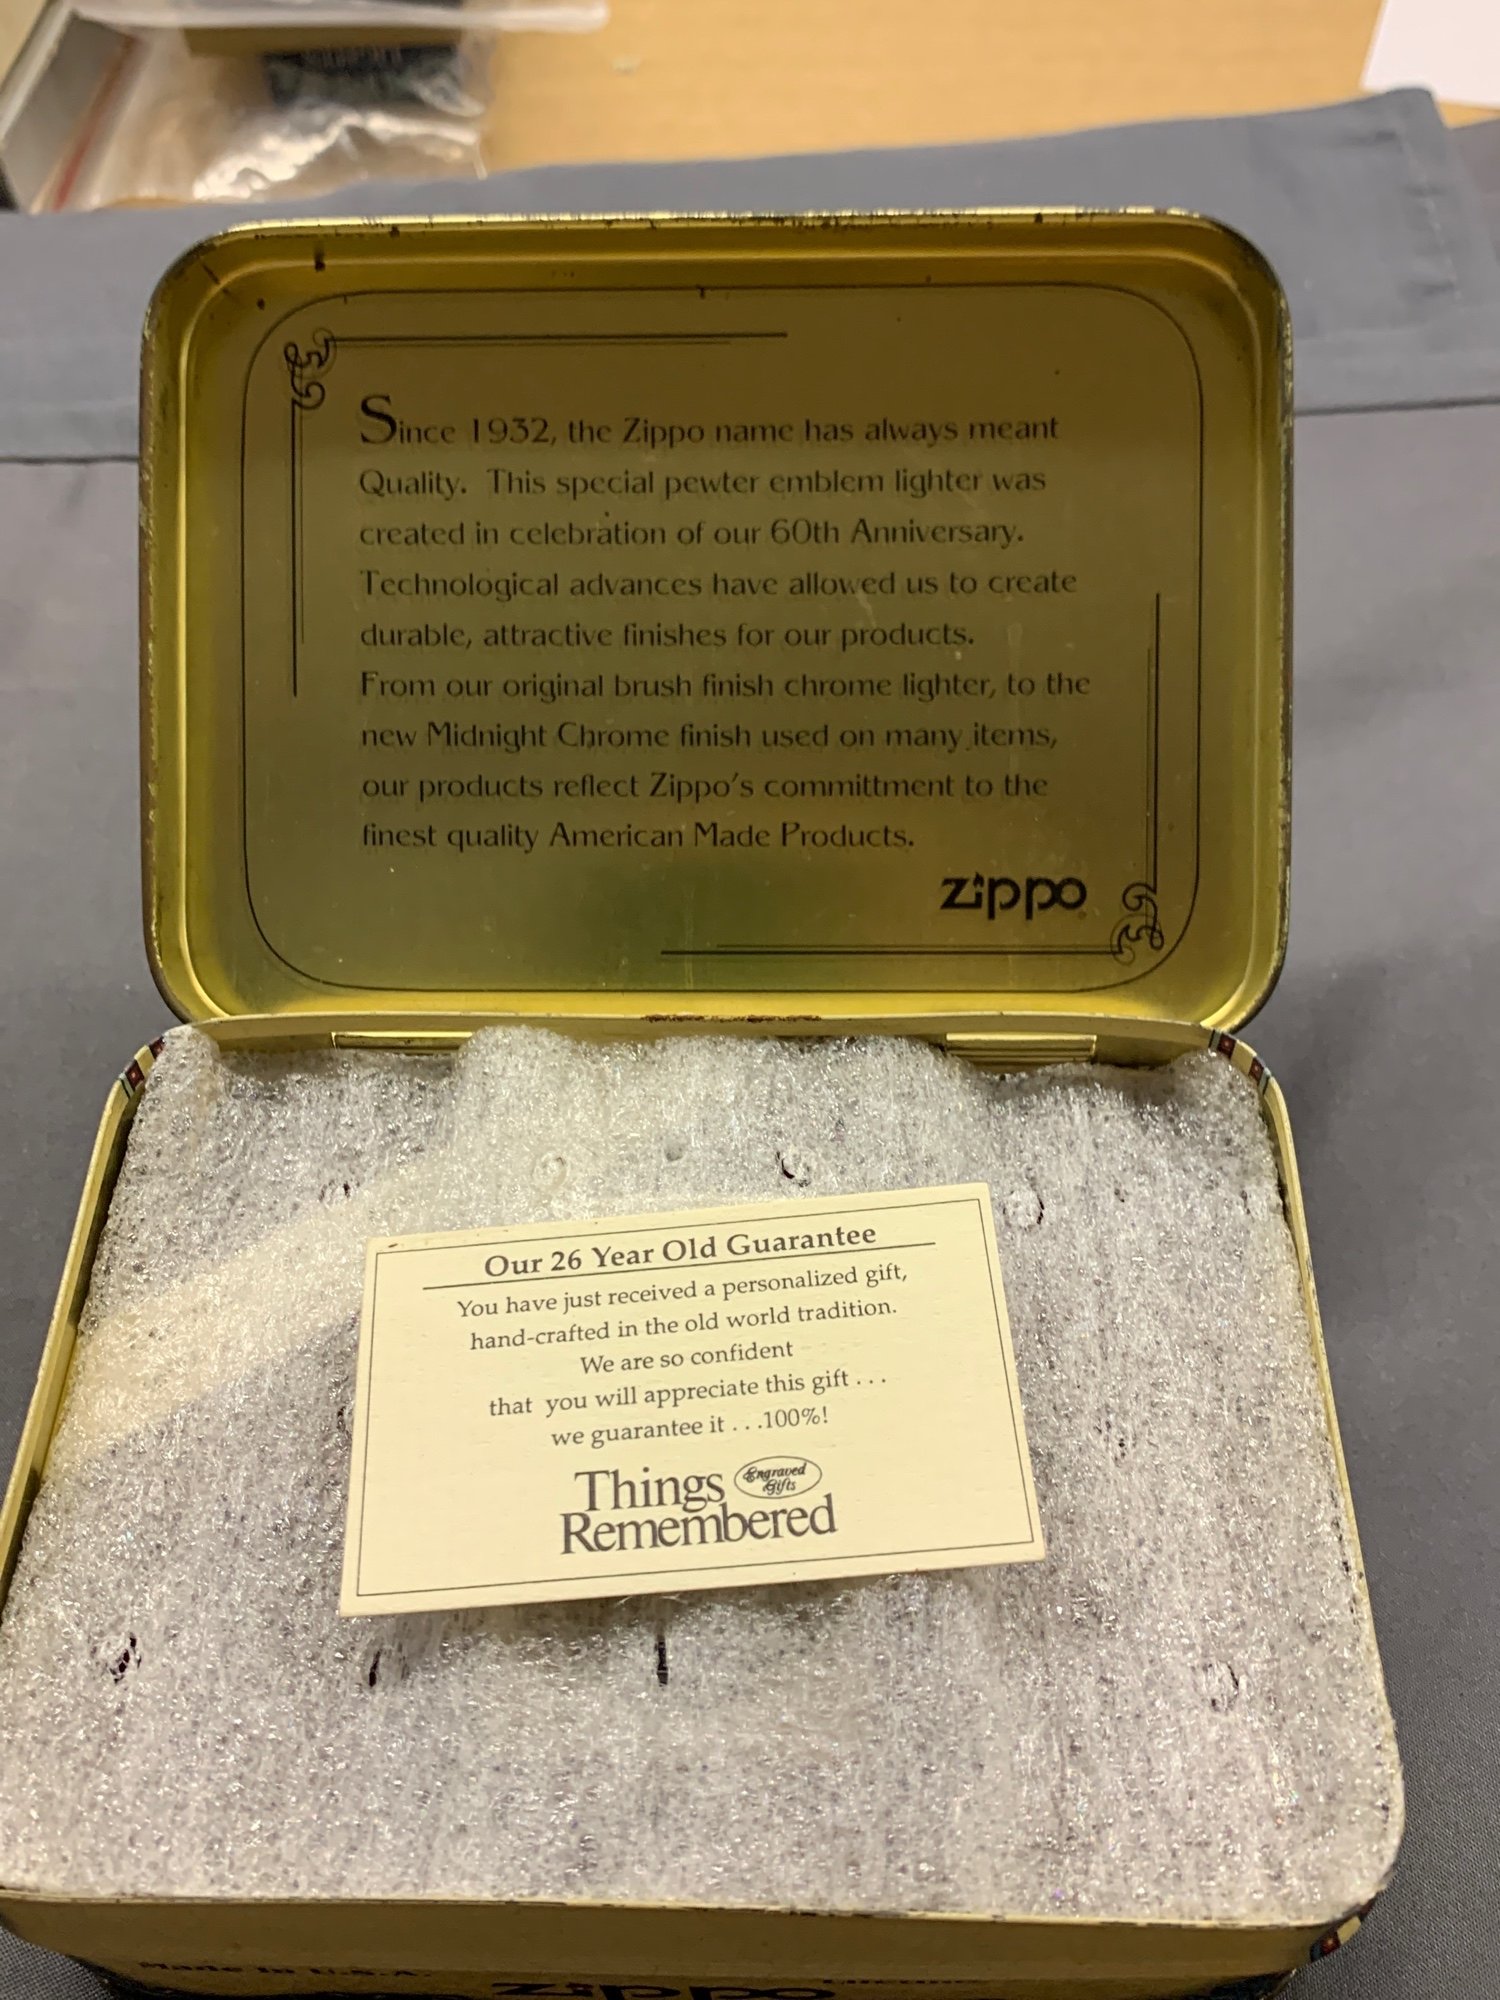 Since 1932, the Zippo name has always meant
Quality. This special pewter emblem lighter was
created in celebration of our 60th Anniversary.
Technological advances have allowed us to create
durable, attractive finishes for our products.
From our original brush finish chrome lighter, to the
new Midnight Chrome finish used on many items,
our products reflect Zippo's committment to the
finest quality American Made Products.
zippo
Our 26 Year Old Guarantee
You have just received a personalized gift,
hand-crafted in the old world tradition.
We are so confident
that you will appreciate this gift . . .
we guarantee it . . .100%!
Things Engraved Gifts
Remembered
Made in U.S.A. zippo